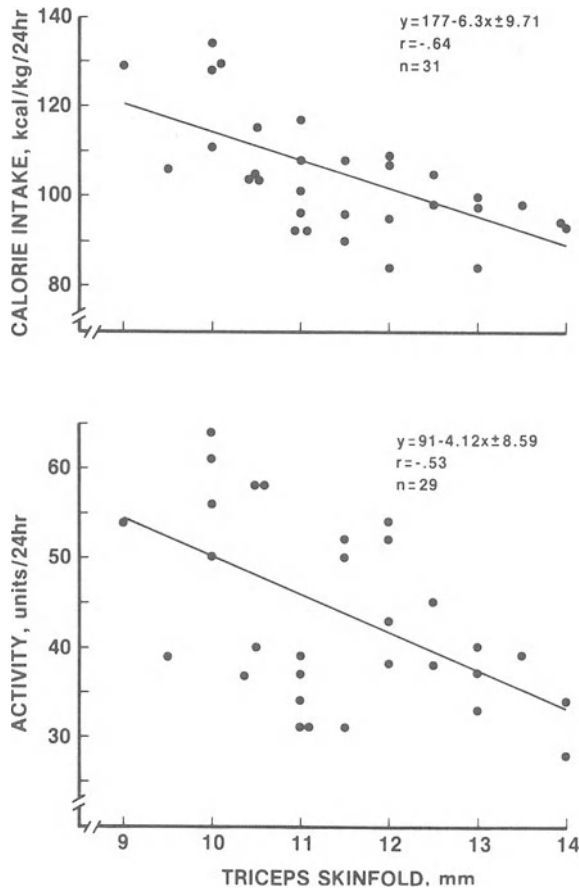 140
y=177-6.3x±9.71
r=-.64
n=31
120
100
80
CALORIE INTAKE, kcal/kg/24hr
y=91-4.12x±8.59
r=-.53
n=29
60
50
40
30
ACTIVITY, units/24hr
9 10 11 12 13 14
TRICEPS SKINFOLD, mm